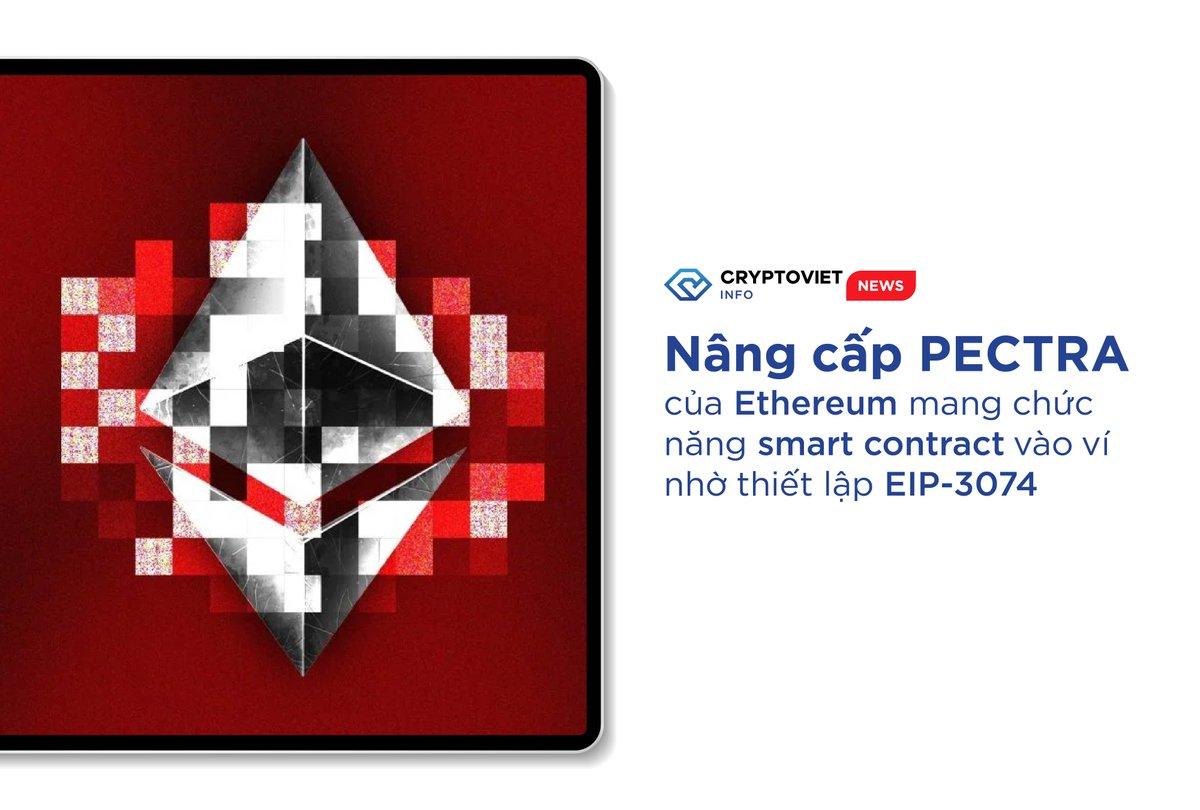 CRYPTOVIET
INFO
NEWS
Nâng cấp PECTRA
của Ethereum mang chức
năng smart contract vào ví
nhờ thiết lập EIP-3074